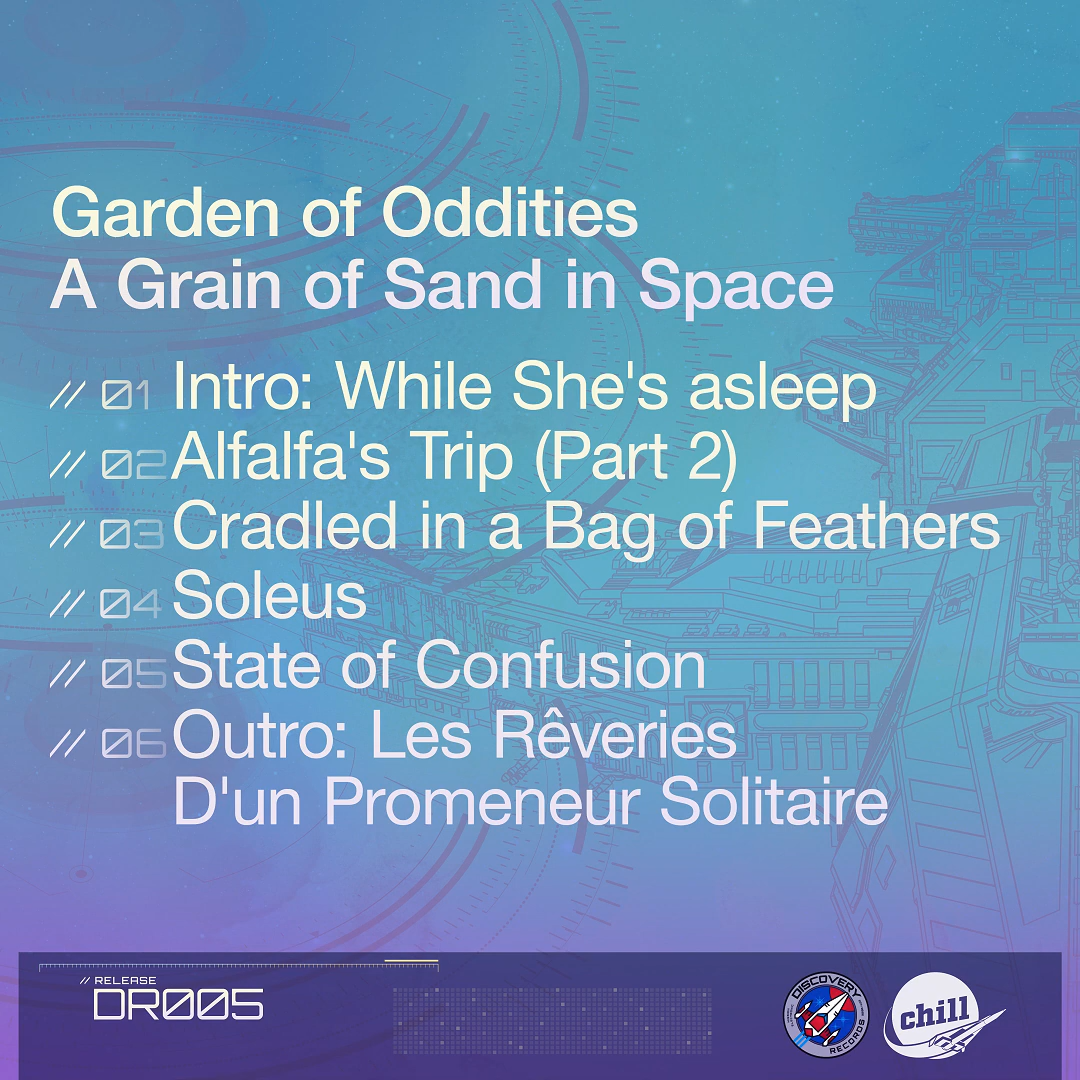 Garden of Oddities
A Grain of Sand in Space
// 01 Intro: While She's asleep
// 02 Alfalfa's Trip (Part 2)
// 03 Cradled in a Bag of Feathers
// 04 Soleus
// 05 State of Confusion
// 06 Outro: Les Rêveries
D'un Promeneur Solitaire
// RELEASE
DR005
DISCOVERY
RECORDS
chill